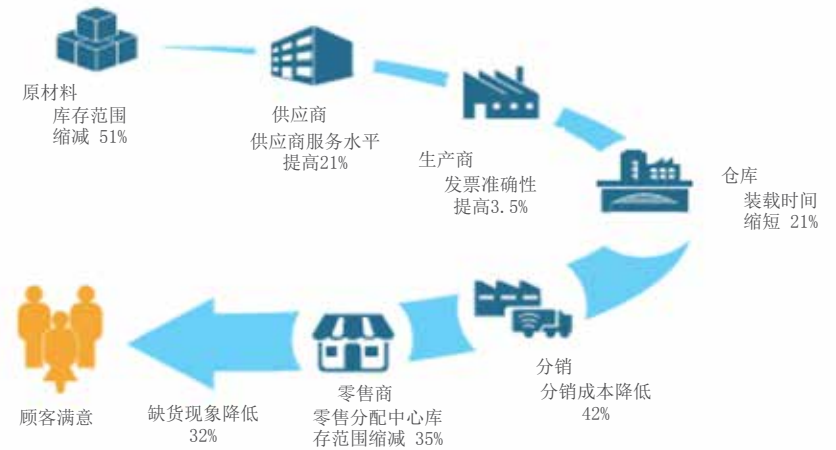 原材料
库存范围
缩减 51%
供应商
供应商服务水平
提高21%
生产商
发票准确性
提高3.5%
仓库
装载时间
缩短 21%
分销
分销成本降低
42%
零售商
零售分配中心库
存范围缩减 35%
缺货现象降低
32%
顾客满意